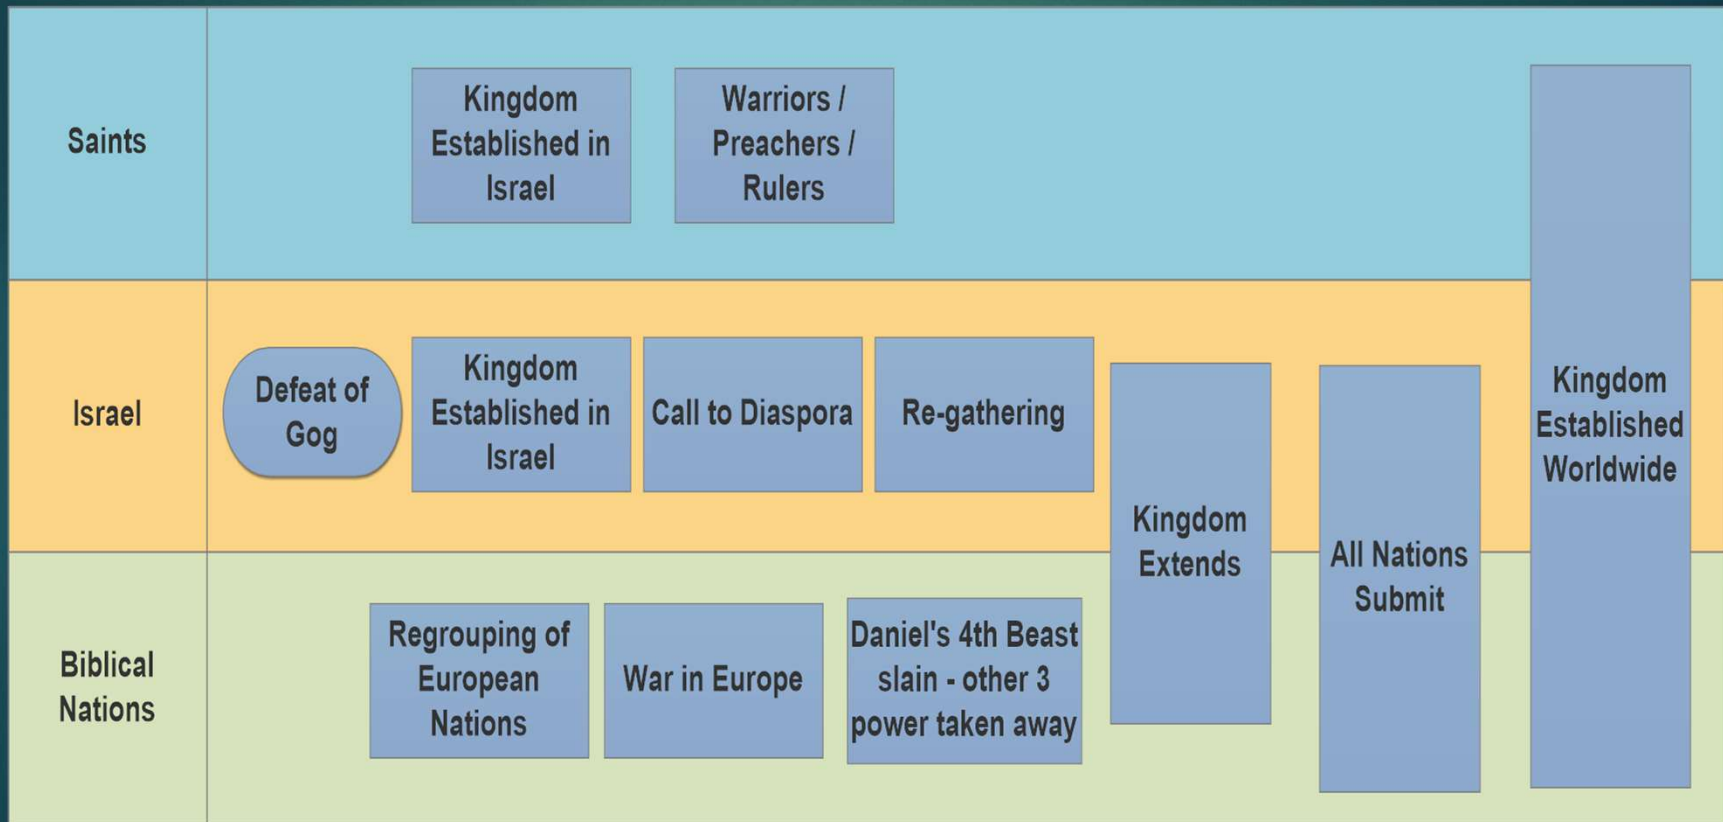 Saints
Kingdom
Established in
Israel
Warriors /
Preachers /
Rulers
Israel
Defeat of
Gog
Kingdom
Established in
Israel
Call to Diaspora
Re-gathering
Kingdom
Extends
All Nations
Submit
Kingdom
Established
Worldwide
Biblical
Nations
Regrouping of
European
Nations
War in Europe
Daniel's 4th Beast
slain - other 3
power taken away